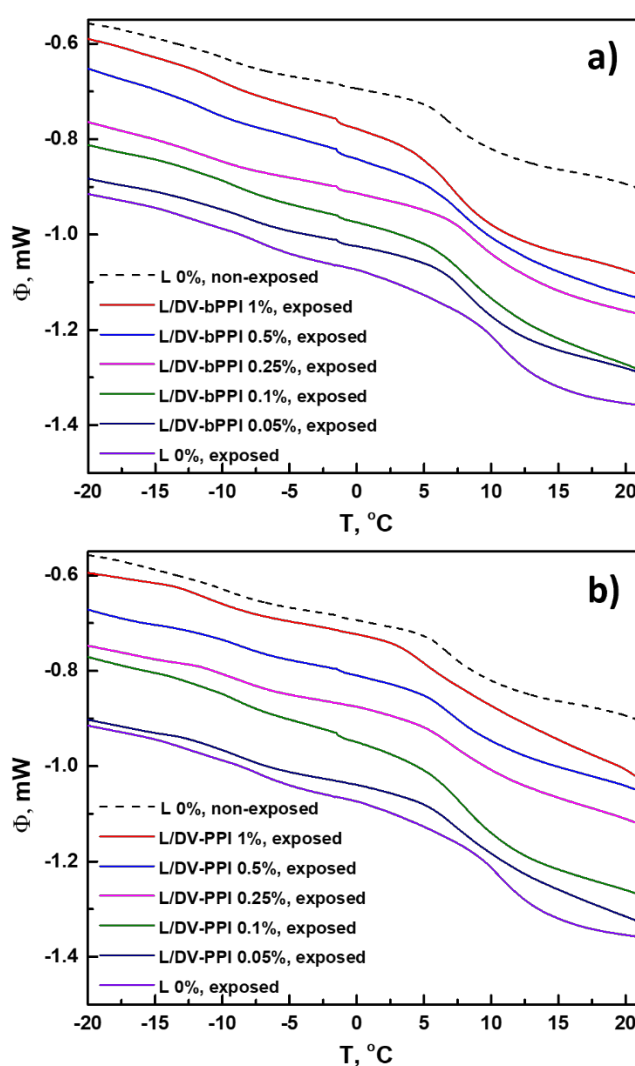 a)
-0.6
-0.8
-1.0
-1.2
-1.4
Φ, mW
L 0%, non-exposed
L/DV-bPPI 1%, exposed
L/DV-bPPI 0.5%, exposed
L/DV-bPPI 0.25%, exposed
L/DV-bPPI 0.1%, exposed
L/DV-bPPI 0.05%, exposed
L 0%, exposed
-20 -15 -10 -5 0 5 10 15 20
T, °C
b)
-0.6
-0.8
-1.0
-1.2
-1.4
Φ, mW
L 0%, non-exposed
L/DV-PPI 1%, exposed
L/DV-PPI 0.5%, exposed
L/DV-PPI 0.25%, exposed
L/DV-PPI 0.1%, exposed
L/DV-PPI 0.05%, exposed
L 0%, exposed
-20 -15 -10 -5 0 5 10 15 20
T, °C